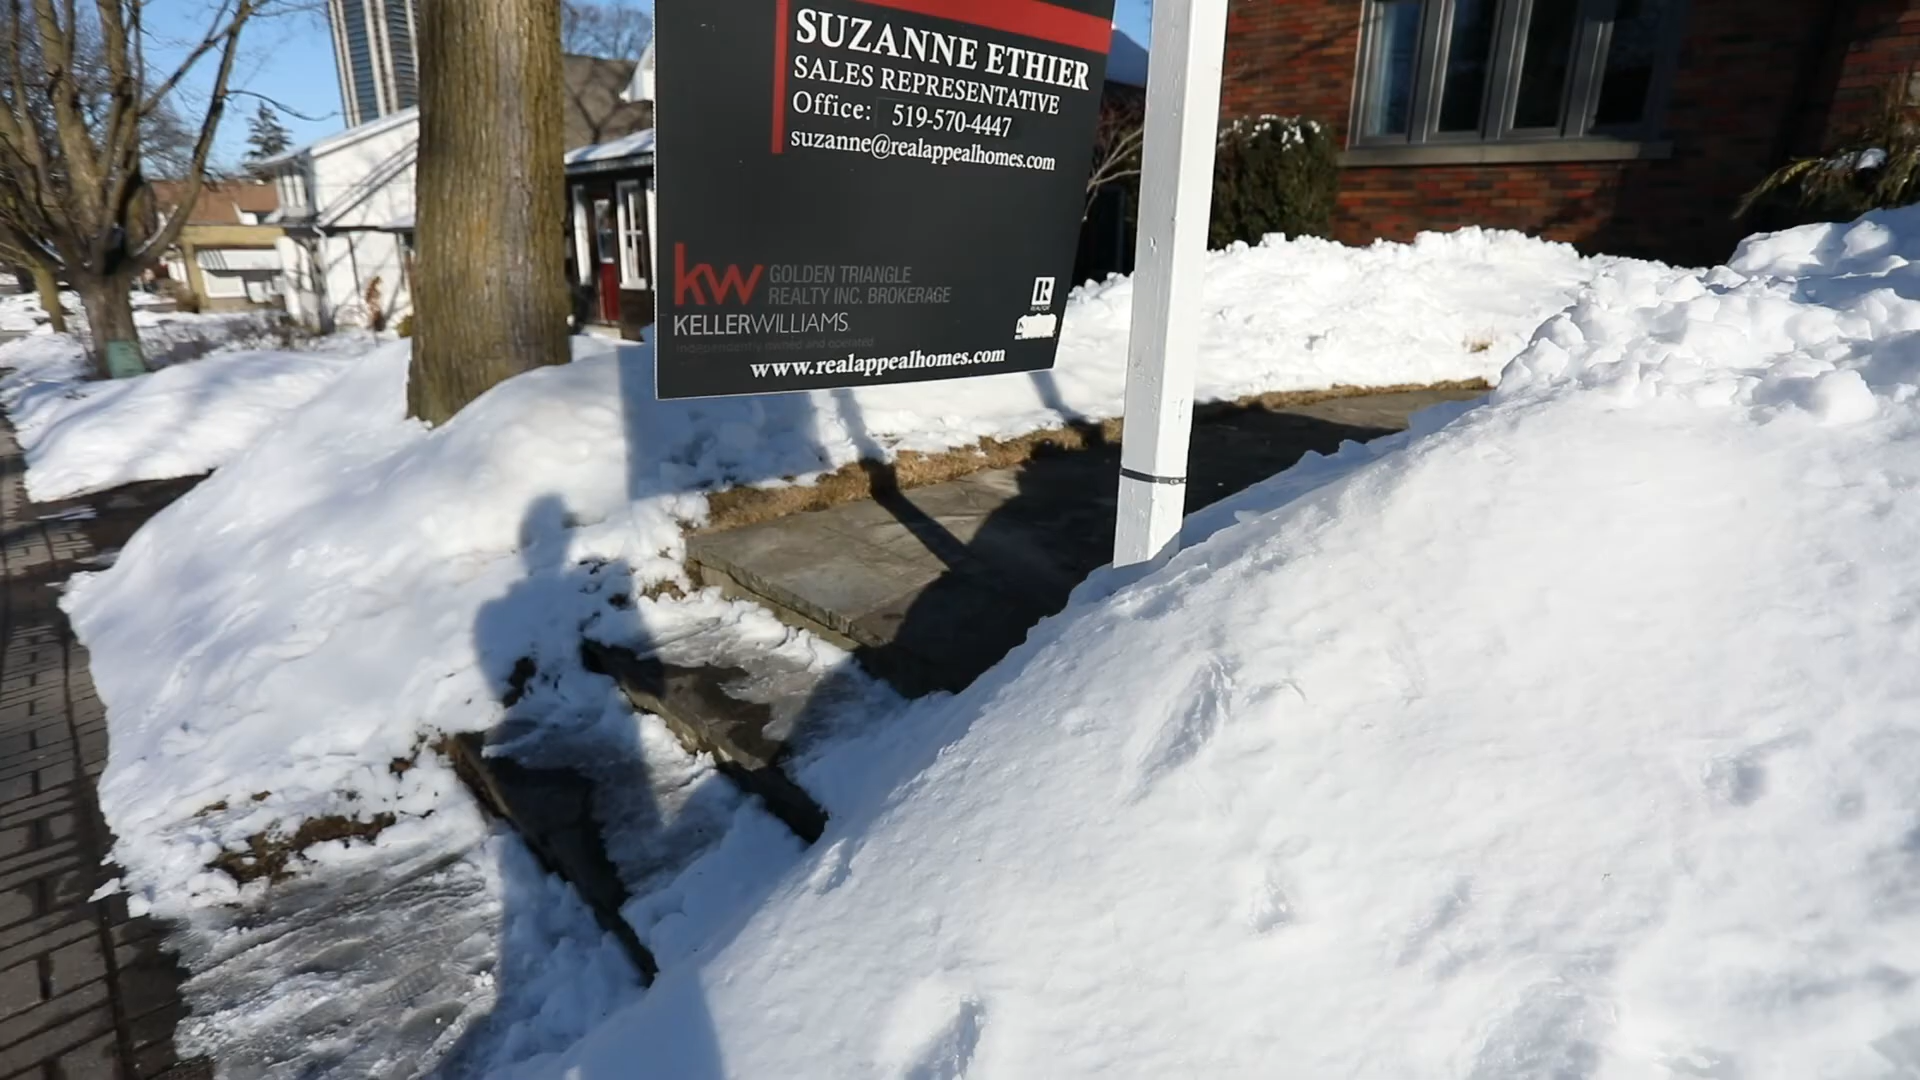 SUZANNE ETHIER
SALES REPRESENTATIVE
Office: 519-570-4447
suzanne@realappealhomes.com
kw GOLDEN TRIANGLE
REALTY INC. BROKERAGE
KELLERWILLIAMS.
independently owned and operated
R
REALTOR
www.realappealhomes.com